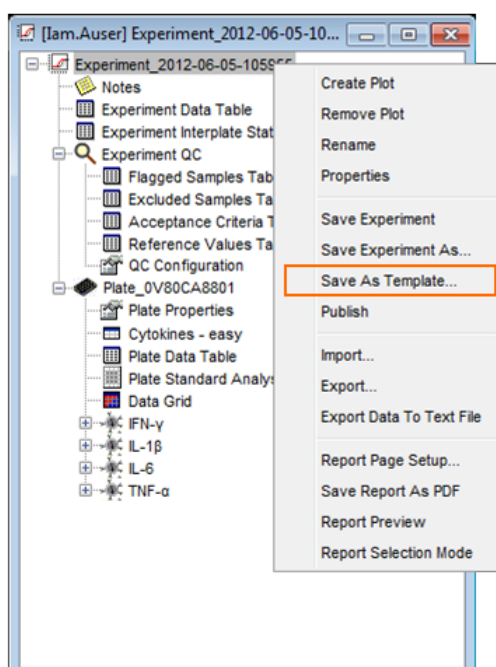 [Iam.Auser] Experiment_2012-06-05-10...
Notes
Experiment Data Table
Experiment Interplate Stat
Experiment QC
Flagged Samples Tab
Excluded Samples Ta
Acceptance Criteria T
Reference Values Ta
QC Configuration
Plate_0V80CA8801
Plate Properties
Cytokines - easy
Plate Data Table
Plate Standard Analys
Data Grid
IFN-γ
IL-1β
IL-6
TNF-α
Create Plot
Remove Plot
Rename
Properties
Save Experiment
Save Experiment As...
Save As Template...
Publish
Import...
Export...
Export Data To Text File
Report Page Setup...
Save Report As PDF
Report Preview
Report Selection Mode